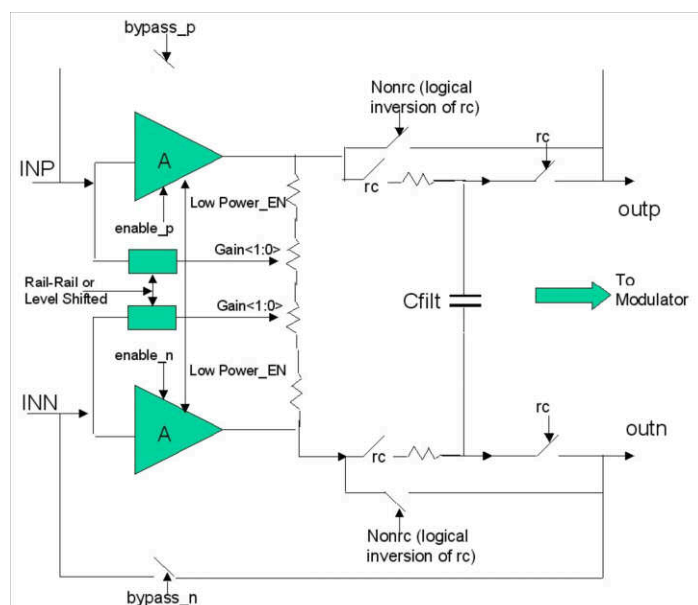 bypass_p
Nonrc (logical
inversion of rc)
INP
A
rc
rc
outp
Low Power_EN
enable_p
Gain<1:0>
Rail-Rail or
Level Shifted
Gain<1:0>
Cfilt
To
Modulator
enable_n
Low Power_EN
INN
A
rc
rc
outn
Nonrc (logical
inversion of rc)
bypass_n